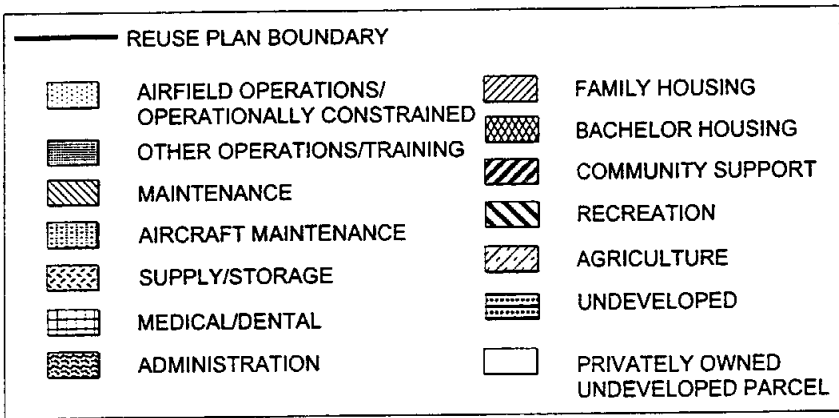 REUSE PLAN BOUNDARY
AIRFIELD OPERATIONS/
OPERATIONALLY CONSTRAINED
OTHER OPERATIONS/TRAINING
MAINTENANCE
AIRCRAFT MAINTENANCE
SUPPLY/STORAGE
MEDICAL/DENTAL
ADMINISTRATION
FAMILY HOUSING
BACHELOR HOUSING
COMMUNITY SUPPORT
RECREATION
AGRICULTURE
UNDEVELOPED
PRIVATELY OWNED
UNDEVELOPED PARCEL